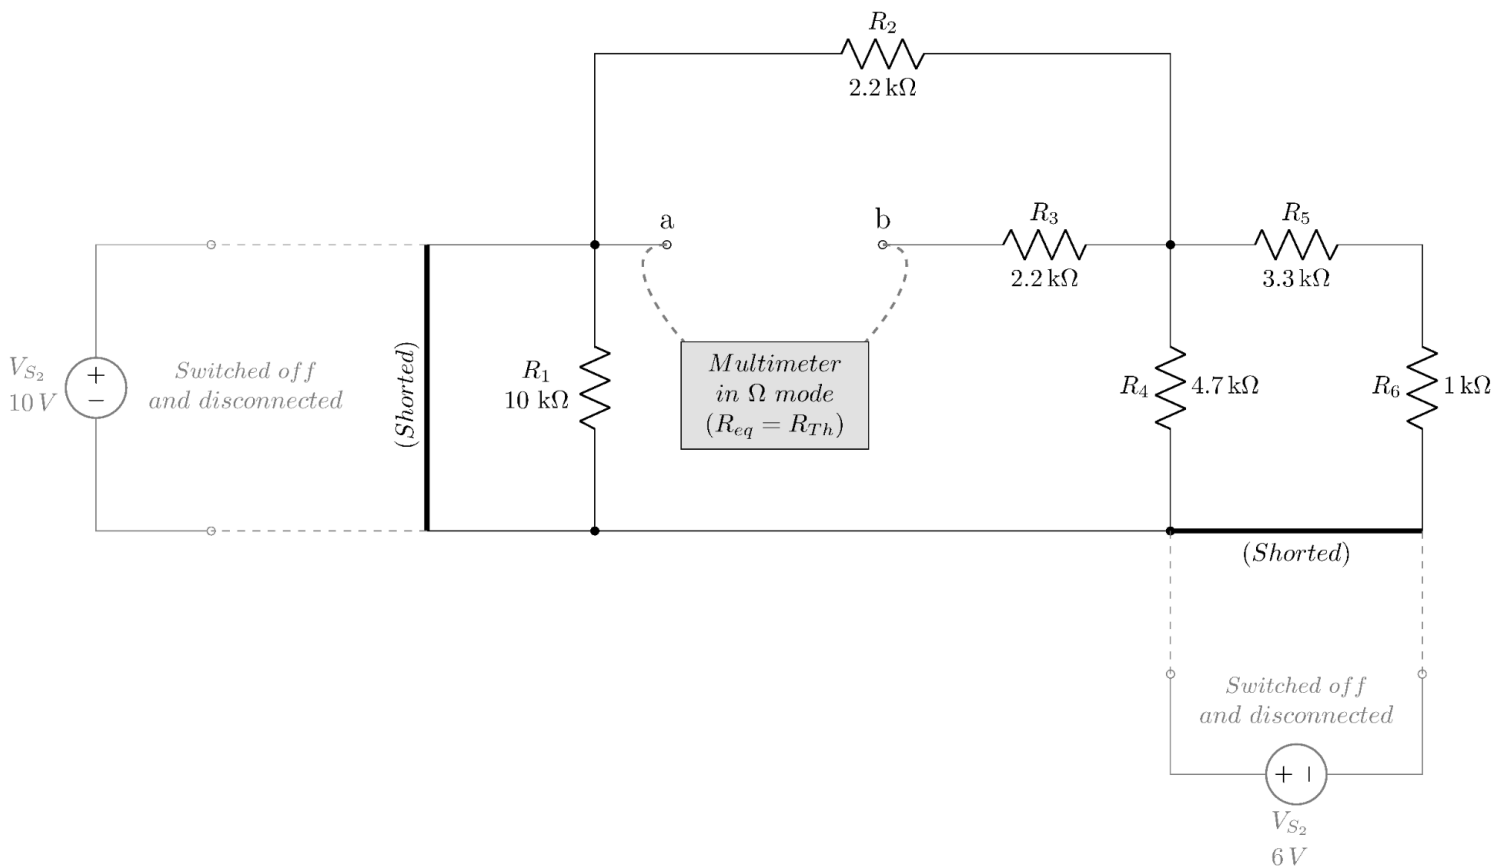 R2
2.2 kΩ
a
b
R3
2.2 kΩ
R5
3.3 kΩ
VS2
10 V
+
−
Switched off
and disconnected
(Shorted)
R1
10 kΩ
Multimeter
in Ω mode
(Req = RTh)
R4
4.7 kΩ
R6
1 kΩ
(Shorted)
Switched off
and disconnected
+ −
VS2
6 V